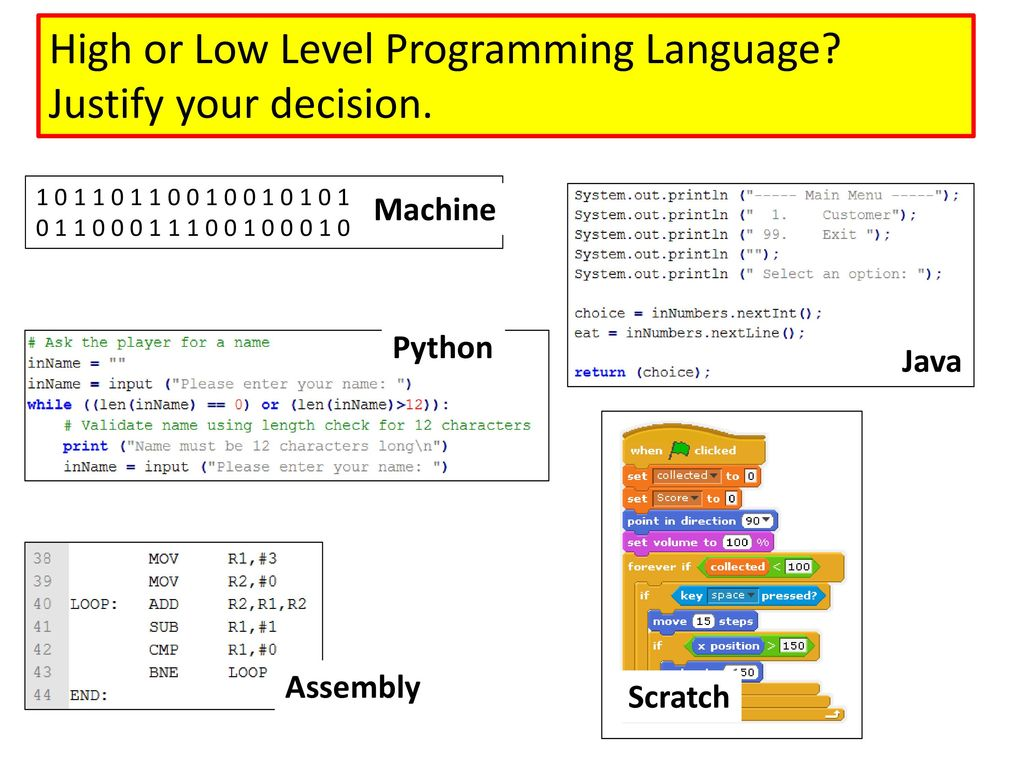 High or Low Level Programming Language?
Justify your decision.
1 0 1 1 0 1 1 0 0 1 0 0 1 0 1 0 1
0 1 1 0 0 0 1 1 1 0 0 1 0 0 0 1 0
Machine
System.out.println ("----- Main Menu -----");
System.out.println ("  1.    Customer");
System.out.println (" 99.    Exit ");
System.out.println ("");
System.out.println (" Select an option: ");
choice = inNumbers.nextInt();
eat = inNumbers.nextLine();
return (choice);
Java
Python
# Ask the player for a name
inName = ""
inName = input ("Please enter your name: ")
while ((len(inName) == 0) or (len(inName)>12)):
    # Validate name using length check for 12 characters
    print ("Name must be 12 characters long\n")
    inName = input ("Please enter your name: ")
38 MOV R1,#3
39 MOV R2,#0
40 LOOP: ADD R2,R1,R2
41 SUB R1,#1
42 CMP R1,#0
43 BNE LOOP
44 END:
Assembly
when clicked
set collected to 0
set Score to 0
point in direction 90
set volume to 100 %
forever if collected < 100
if key space pressed?
move 15 steps
if x position > 150
Scratch